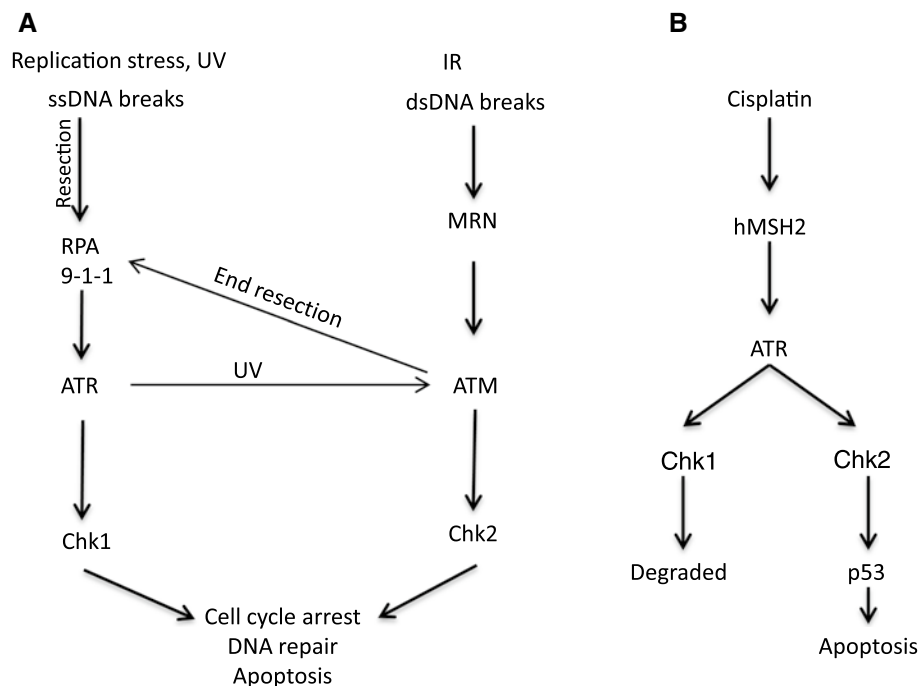 A
Replication stress, UV
ssDNA breaks
Resection
RPA
9-1-1
ATR
Chk1
IR
dsDNA breaks
MRN
End resection
UV
ATM
Chk2
Cell cycle arrest
DNA repair
Apoptosis
B
Cisplatin
hMSH2
ATR
Chk1
Chk2
Degraded
p53
Apoptosis